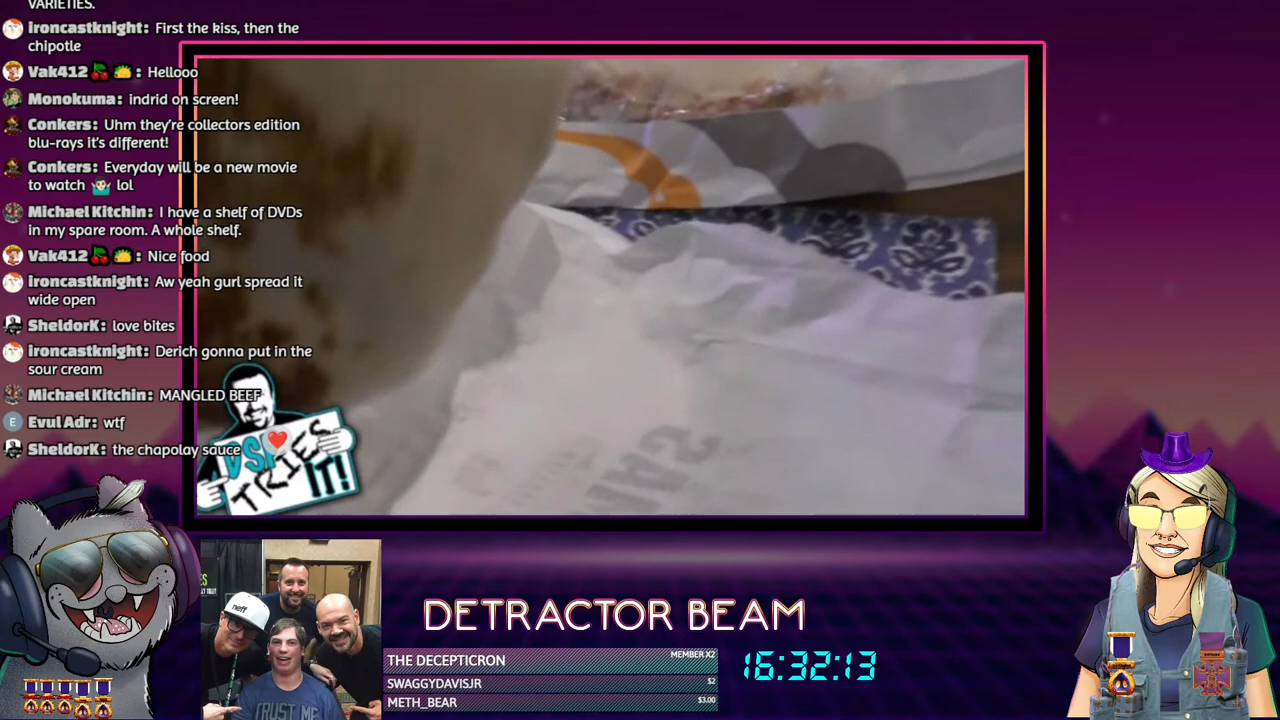 VARIETIES.
ironcastknight: First the kiss, then the
chipotle
Vak412 🍒 🌮 : Hellooo
Monokuma: indrid on screen!
Conkers: Uhm they're collectors edition
blu-rays it's different!
Conkers: Everyday will be a new movie
to watch 🤷🏻‍♂️ lol
Michael Kitchin: I have a shelf of DVDs
in my spare room. A whole shelf.
Vak412 🍒 🌮 : Nice food
ironcastknight: Aw yeah gurl spread it
wide open
SheldorK: love bites
ironcastknight: Derich gonna put in the
sour cream
Michael Kitchin: MANGLED BEEF
E Evul Adr: wtf
SheldorK: the chapolay sauce
TRIES
IT!
neff
TRUST ME
DETRACTOR BEAM
THE DECEPTICRON MEMBER X2
SWAGGYDAVISJR $2
METH_BEAR $3.00
16:32:13